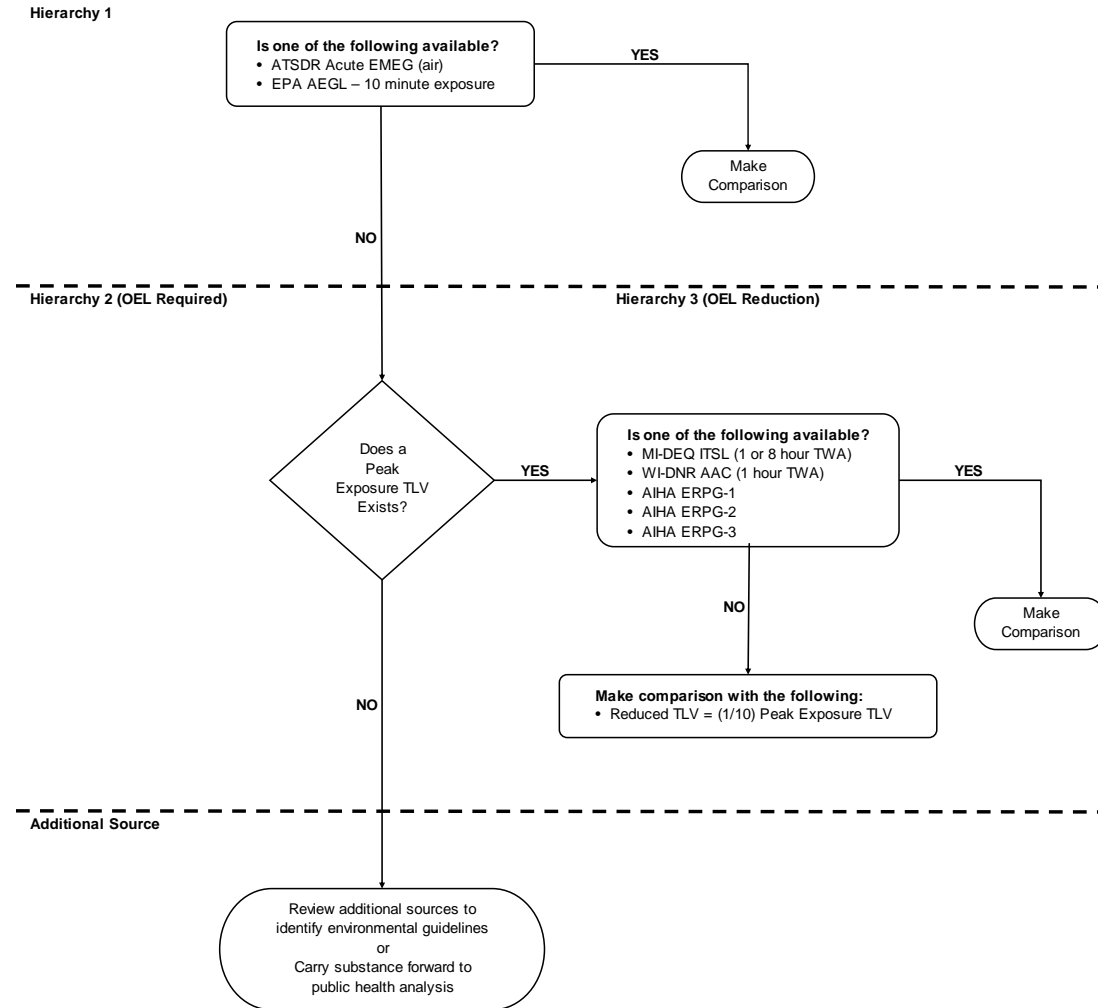 Hierarchy 1
Is one of the following available?
• ATSDR Acute EMEG (air)
• EPA AEGL – 10 minute exposure
YES
Make
Comparison
NO
Hierarchy 2 (OEL Required)
Hierarchy 3 (OEL Reduction)
Does a
Peak
Exposure TLV
Exists?
YES
Is one of the following available?
• MI-DEQ ITSL (1 or 8 hour TWA)
• WI-DNR AAC (1 hour TWA)
• AIHA ERPG-1
• AIHA ERPG-2
• AIHA ERPG-3
YES
Make
Comparison
NO
Make comparison with the following:
• Reduced TLV = (1/10) Peak Exposure TLV
NO
Additional Source
Review additional sources to
identify environmental guidelines
or
Carry substance forward to
public health analysis